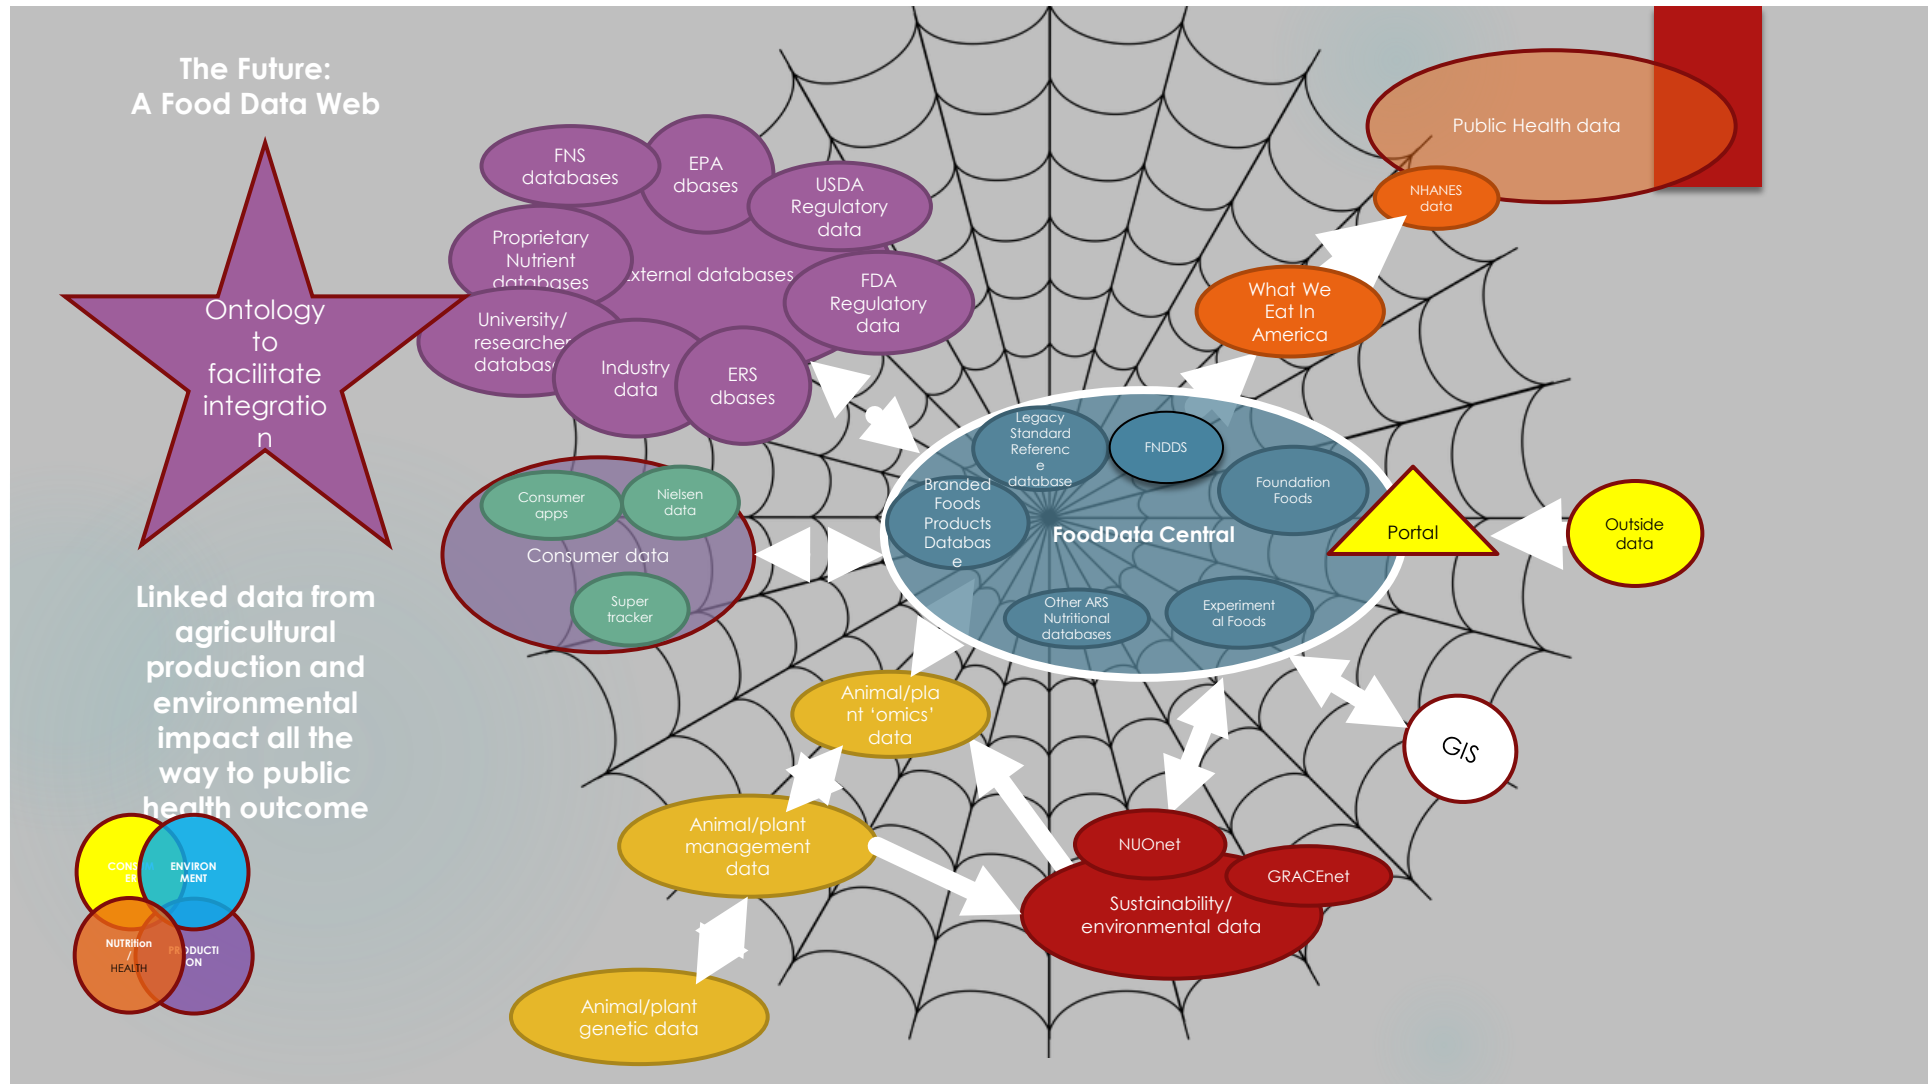 The Future:
A Food Data Web
Ontology
to
facilitate
integratio
n
Linked data from
agricultural
production and
environmental
impact all the
way to public
health outcome
ENVIRON
MENT
NUTRition
/
HEALTH
PRODUCTI
ON
FNS
databases
EPA
dbases
USDA
Regulatory
data
Proprietary
Nutrient
databases
xternal databases
FDA
Regulatory
data
University/
researcher
databas
Industry
data
ERS
dbases
Consumer
apps
Nielsen
data
Consumer data
Super
tracker
Public Health data
NHANES
data
What We
Eat In
America
Legacy
Standard
Referenc
e
database
FNDDS
Foundation
Foods
Branded
Foods
Products
Databas
e
FoodData Central
Other ARS
Nutritional
databases
Experiment
al Foods
Portal
Outside
data
GIS
Animal/pla
nt ‘omics’
data
Animal/plant
management
data
Animal/plant
genetic data
NUOnet
GRACEnet
Sustainability/
environmental data